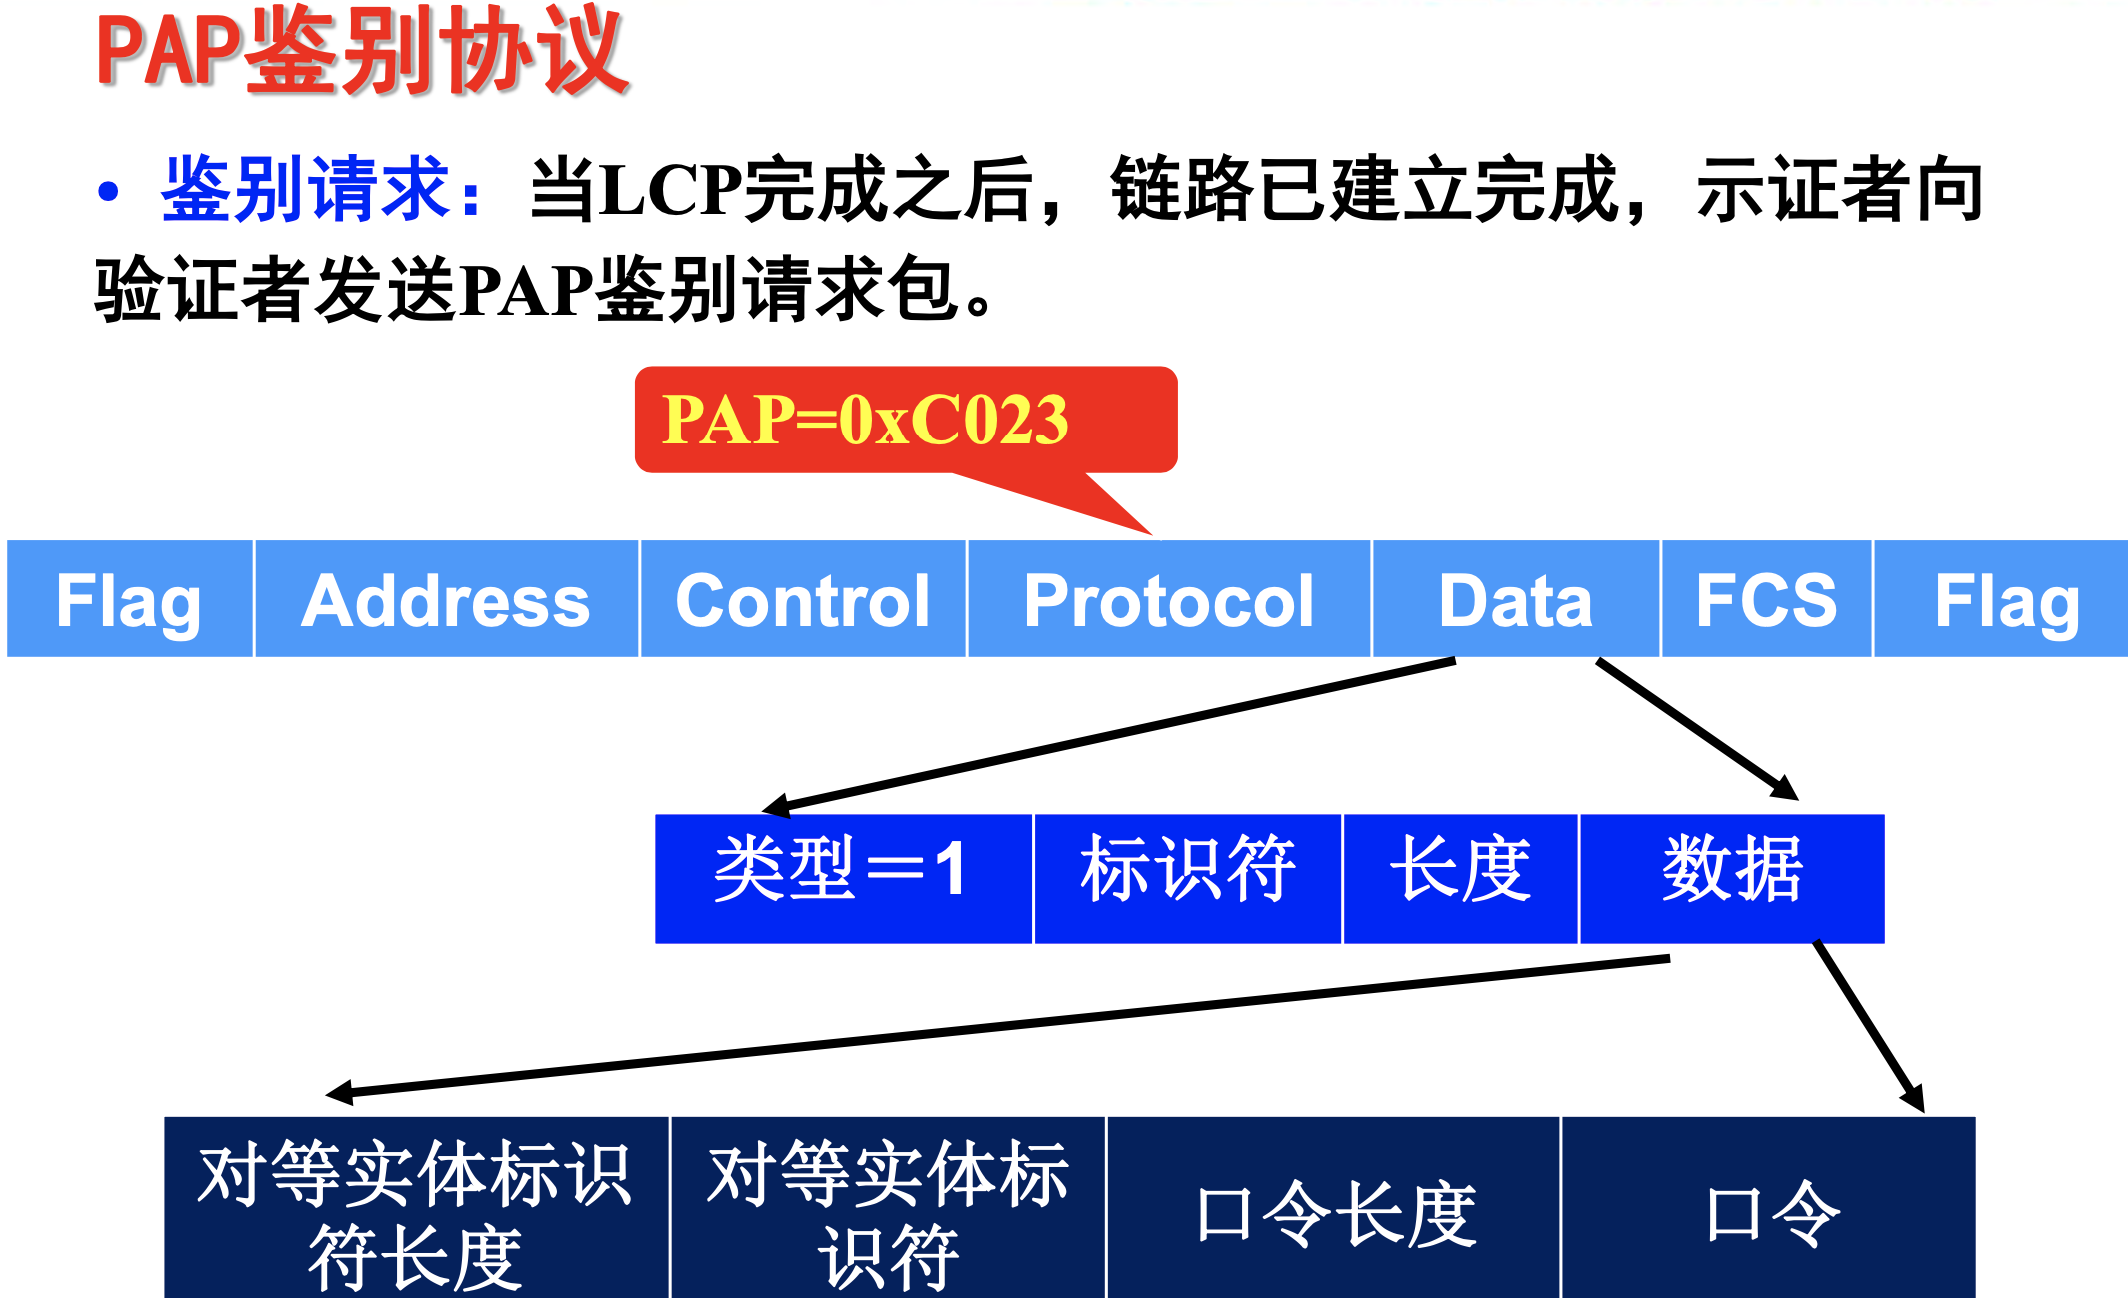 PAP鉴别协议
• 鉴别请求：当LCP完成之后，链路已建立完成，示证者向
验证者发送PAP鉴别请求包。
PAP=0xC023
Flag Address Control Protocol Data FCS Flag
类型＝1 标识符 长度 数据
对等实体标识
符长度
对等实体标
识符
口令长度
口令